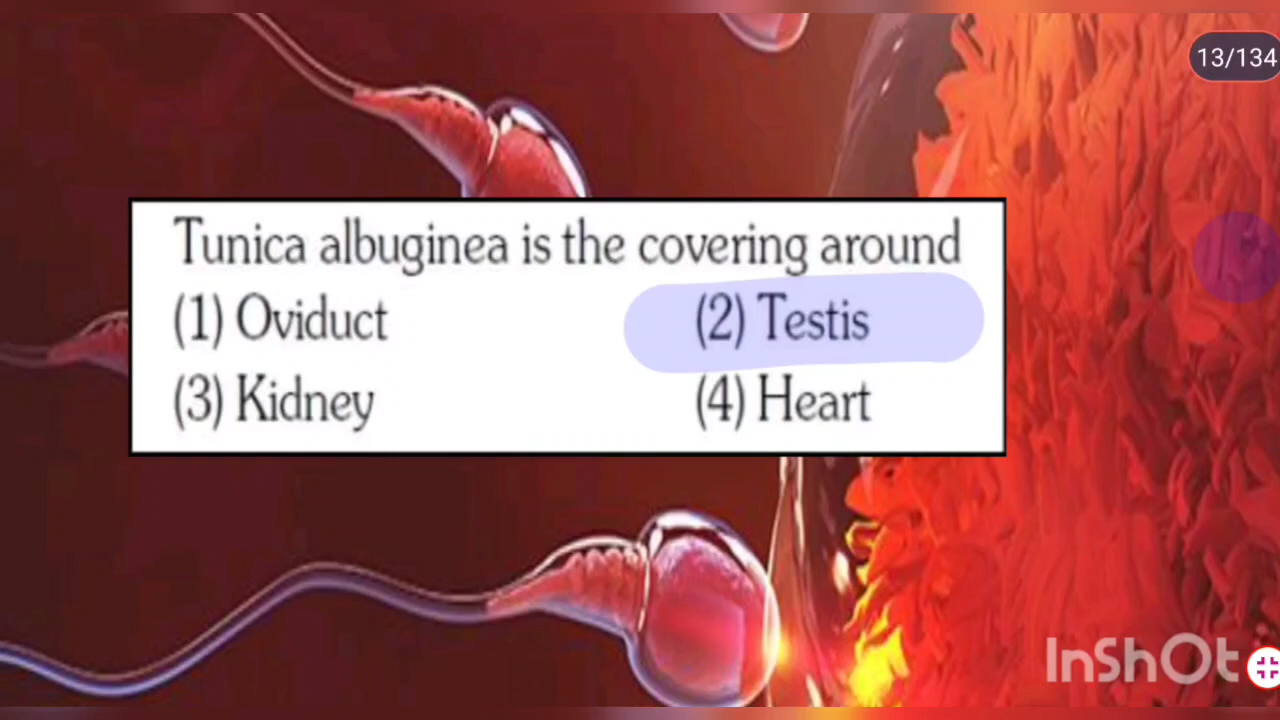 13/134
Tunica albuginea is the covering around
(1) Oviduct (2) Testis
(3) Kidney (4) Heart
InShOt